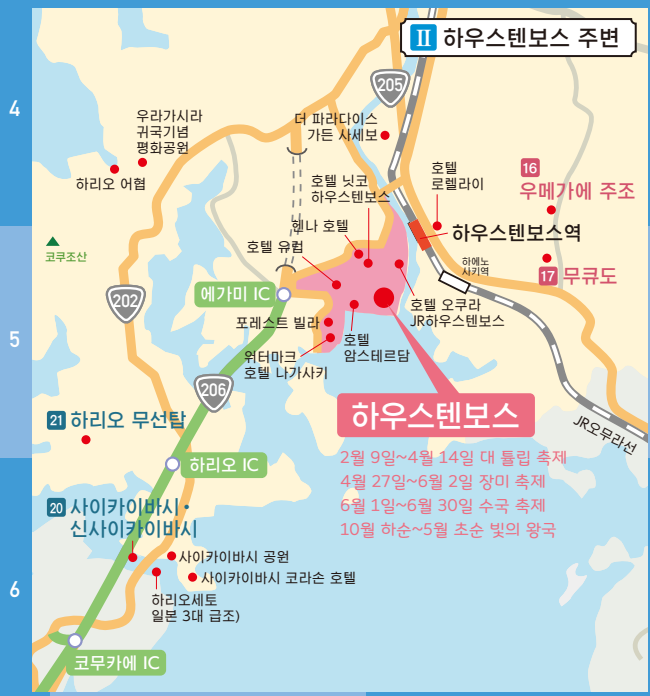 Ⅱ 하우스텐보스 주변
4
205
우라가시라
귀국기념
평화공원
더 파라다이스
가든 사세보
하리오 어협
호텔 닛코
하우스텐보스
호텔
로렐라이
16
우메가에 주조
헨나 호텔
하우스텐보스역
호텔 유럽
코쿠조산
하에노
사키역
17 무큐도
에가미 IC
202
호텔 오쿠라
JR하우스텐보스
포레스트 빌라
5
호텔
암스테르담
워터마크
호텔 나가사키
206
하우스텐보스
21 하리오 무선탑
JR오무라선
2월 9일~4월 14일 대 튤립 축제
4월 27일~6월 2일 장미 축제
6월 1일~6월 30일 수국 축제
10월 하순~5월 초순 빛의 왕국
하리오 IC
20 사이카이바시·
신사이카이바시
사이카이바시 공원
사이카이바시 코라손 호텔
6
하리오세토
일본 3대 급조)
코무카에 IC